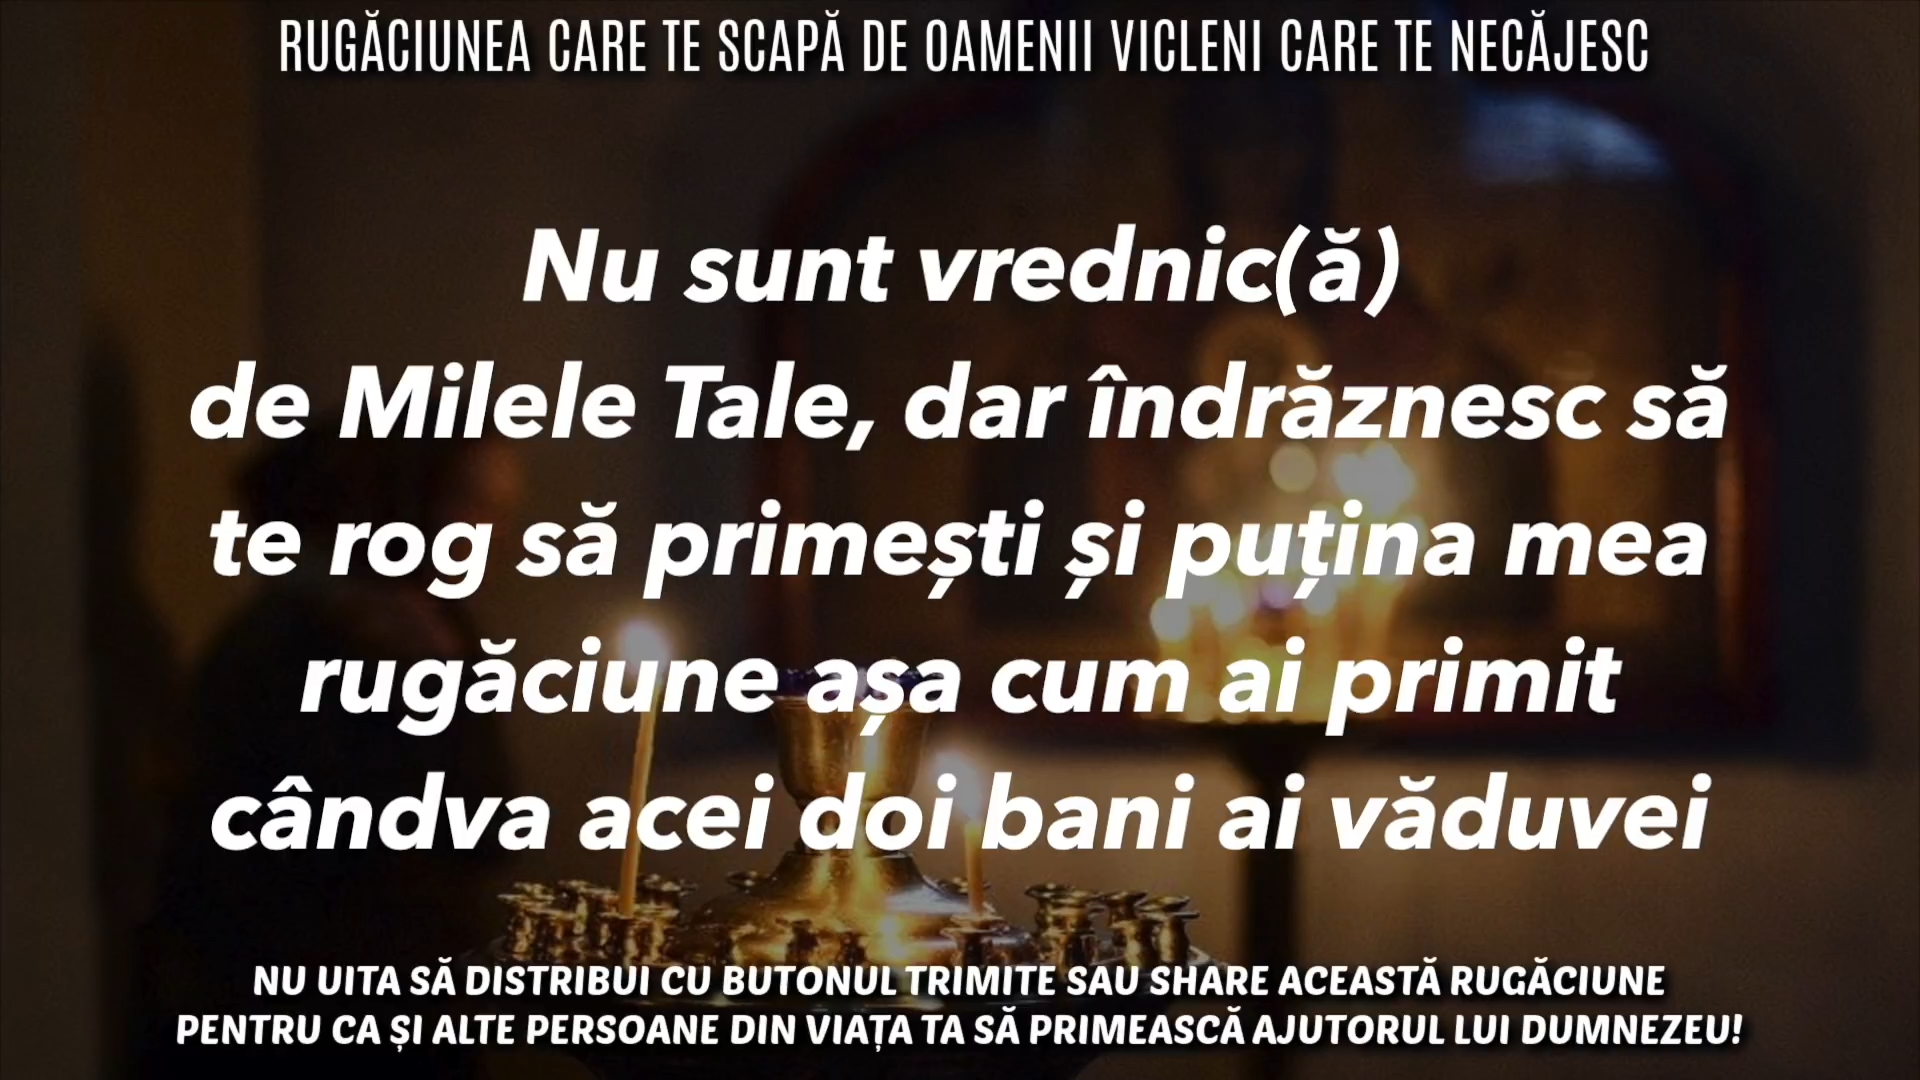 RUGĂCIUNEA CARE TE SCAPĂ DE OAMENII VICLENI CARE TE NECĂJESC
Nu sunt vrednic(ă)
de Milele Tale, dar îndrăznesc să
te rog să primești și puțina mea
rugăciune așa cum ai primit
cândva acei doi bani ai văduvei
NU UITA SĂ DISTRIBUI CU BUTONUL TRIMITE SAU SHARE ACEASTĂ RUGĂCIUNE
PENTRU CA ȘI ALTE PERSOANE DIN VIAȚA TA SĂ PRIMEASCĂ AJUTORUL LUI DUMNEZEU!